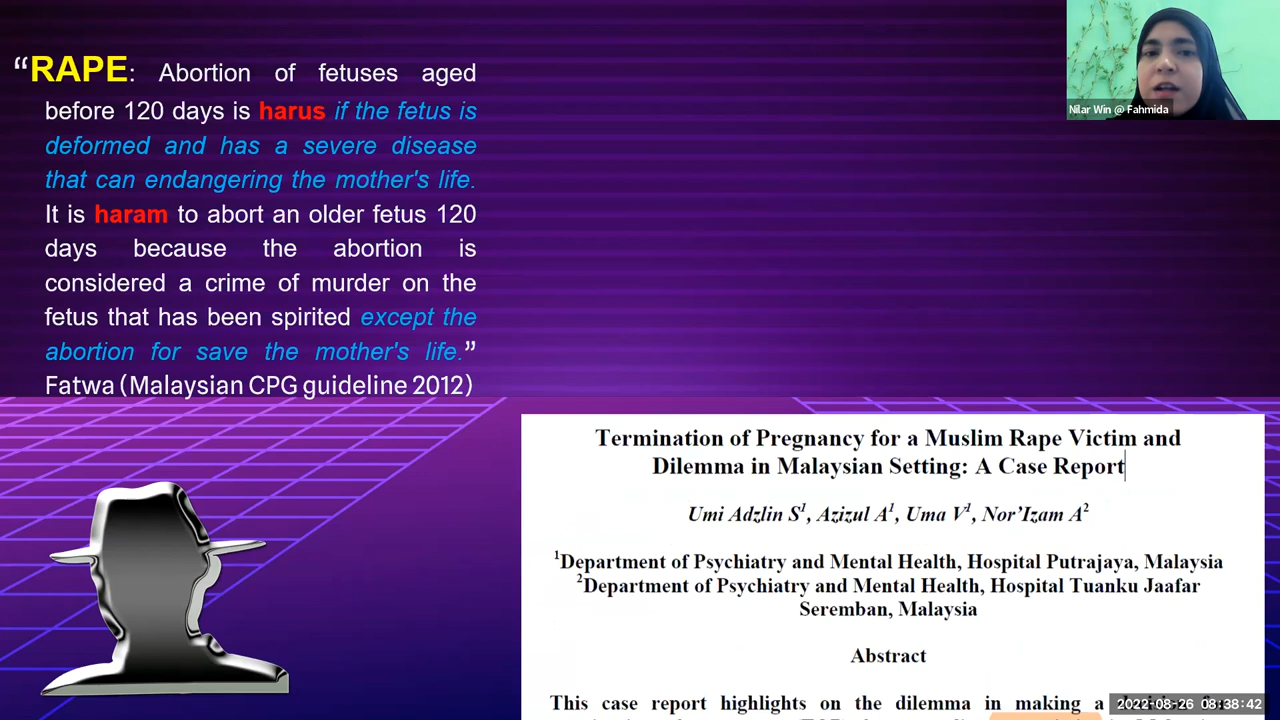 “RAPE: Abortion of fetuses aged
before 120 days is harus if the fetus is
deformed and has a severe disease
that can endangering the mother's life.
It is haram to abort an older fetus 120
days because the abortion is
considered a crime of murder on the
fetus that has been spirited except the
abortion for save the mother's life.”
Fatwa (Malaysian CPG guideline 2012)
Nilar Win @ Fahmida
Termination of Pregnancy for a Muslim Rape Victim and
Dilemma in Malaysian Setting: A Case Report
Umi Adzlin S1, Azizul A1, Uma V1, Nor’Izam A2
1Department of Psychiatry and Mental Health, Hospital Putrajaya, Malaysia
2Department of Psychiatry and Mental Health, Hospital Tuanku Jaafar
Seremban, Malaysia
Abstract
This case report highlights on the dilemma in making a
2022-08-26 08:38:42